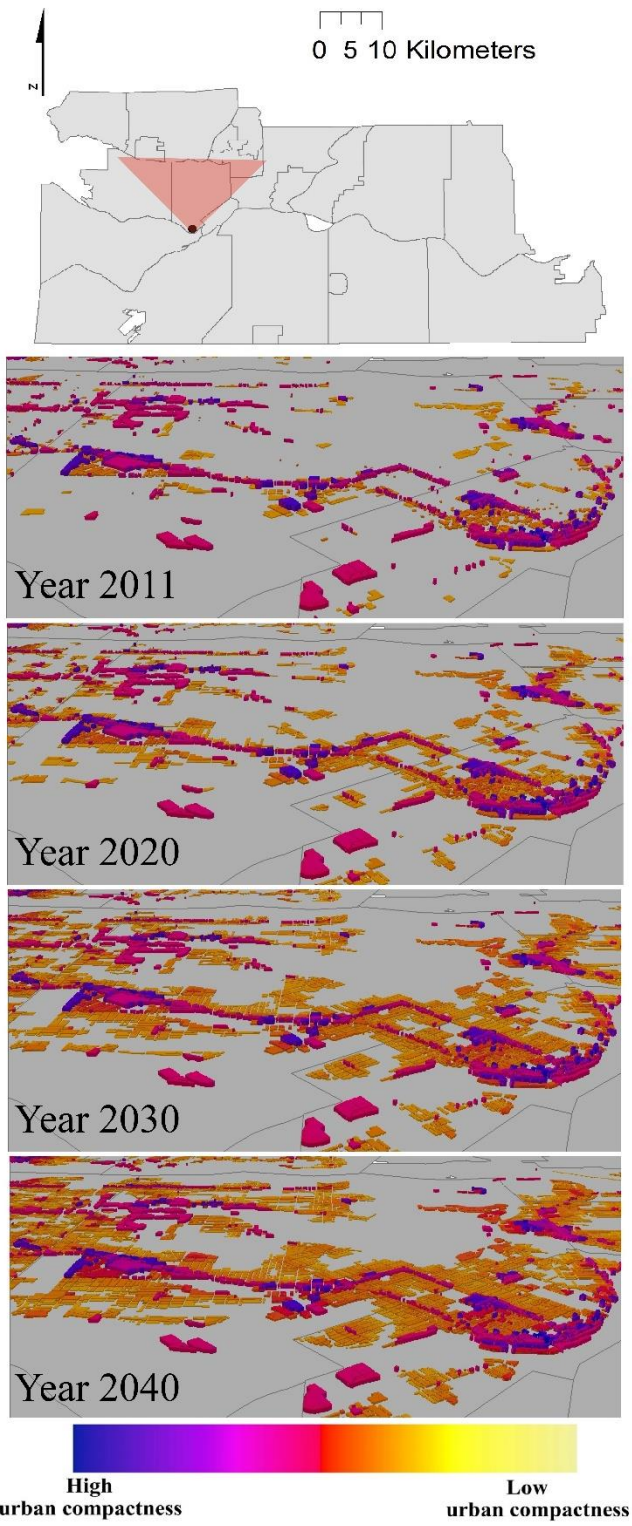 0 5 10 Kilometers
N
Year 2011
Year 2020
Year 2030
Year 2040
High
urban compactness
Low
urban compactness